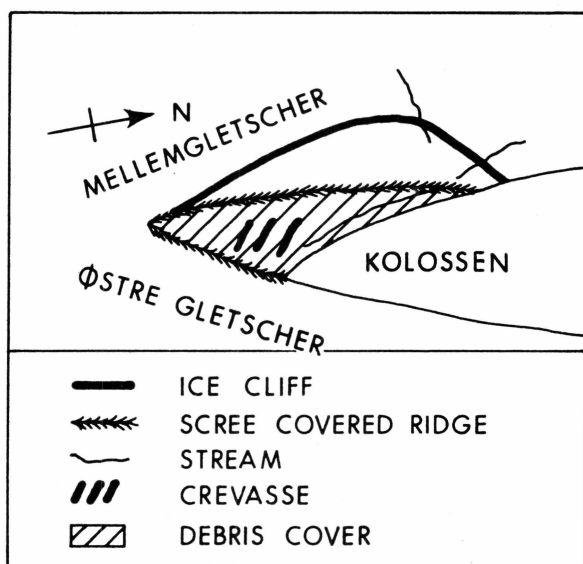 N
MELLEMGLETSCHER
KOLOSSEN
ØSTRE GLETSCHER
ICE CLIFF
SCREE COVERED RIDGE
STREAM
CREVASSE
DEBRIS COVER